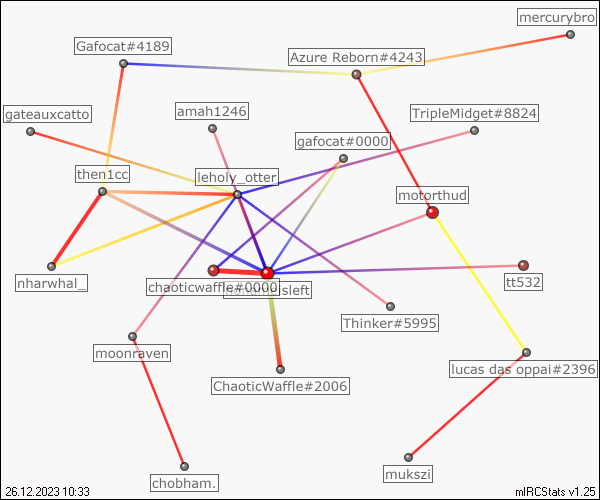 mercurybro
Gafocat#4189
Azure Reborn#4243
gateauxcatto
amah1246
TripleMidget#8824
gafocat#0000
then1cc
leholy_otter
motorthud
nharwhal_
chaoticwaffle#0000
isleft
tt532
Thinker#5995
moonraven
ChaoticWaffle#2006
lucas das oppai#2396
chobham.
mukszi
26.12.2023 10:33
mIRCStats v1.25